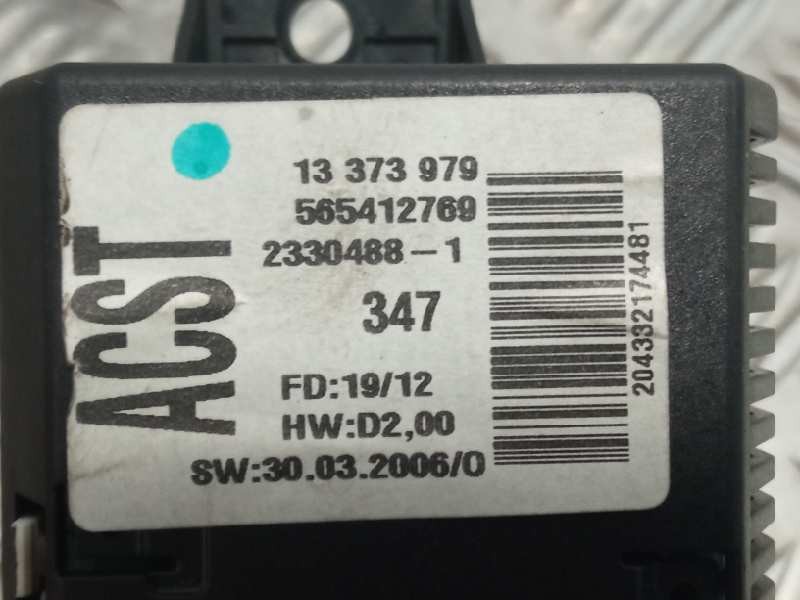 13 373 979
565412769
2330488-1
347
FD:19/12
HW:D2,00
SW:30.03.2006/0
ACST
204332174481